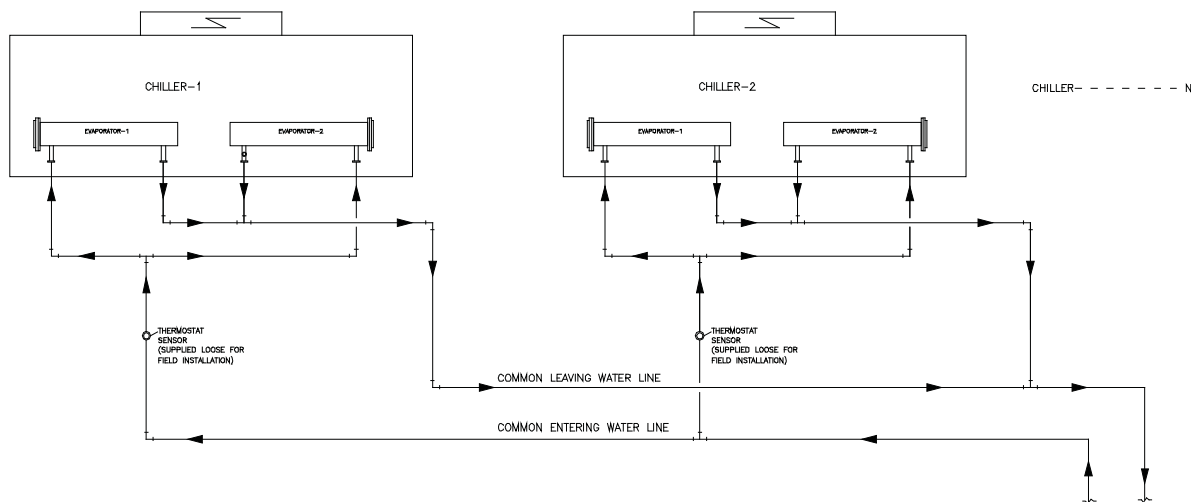 CHILLER-1
CHILLER-2
CHILLER- - - - - - - - N
EVAPORATOR-1
EVAPORATOR-2
EVAPORATOR-1
EVAPORATOR-2
THERMOSTAT
SENSOR
(SUPPLIED LOOSE FOR
FIELD INSTALLATION)
THERMOSTAT
SENSOR
(SUPPLIED LOOSE FOR
FIELD INSTALLATION)
COMMON LEAVING WATER LINE
COMMON ENTERING WATER LINE